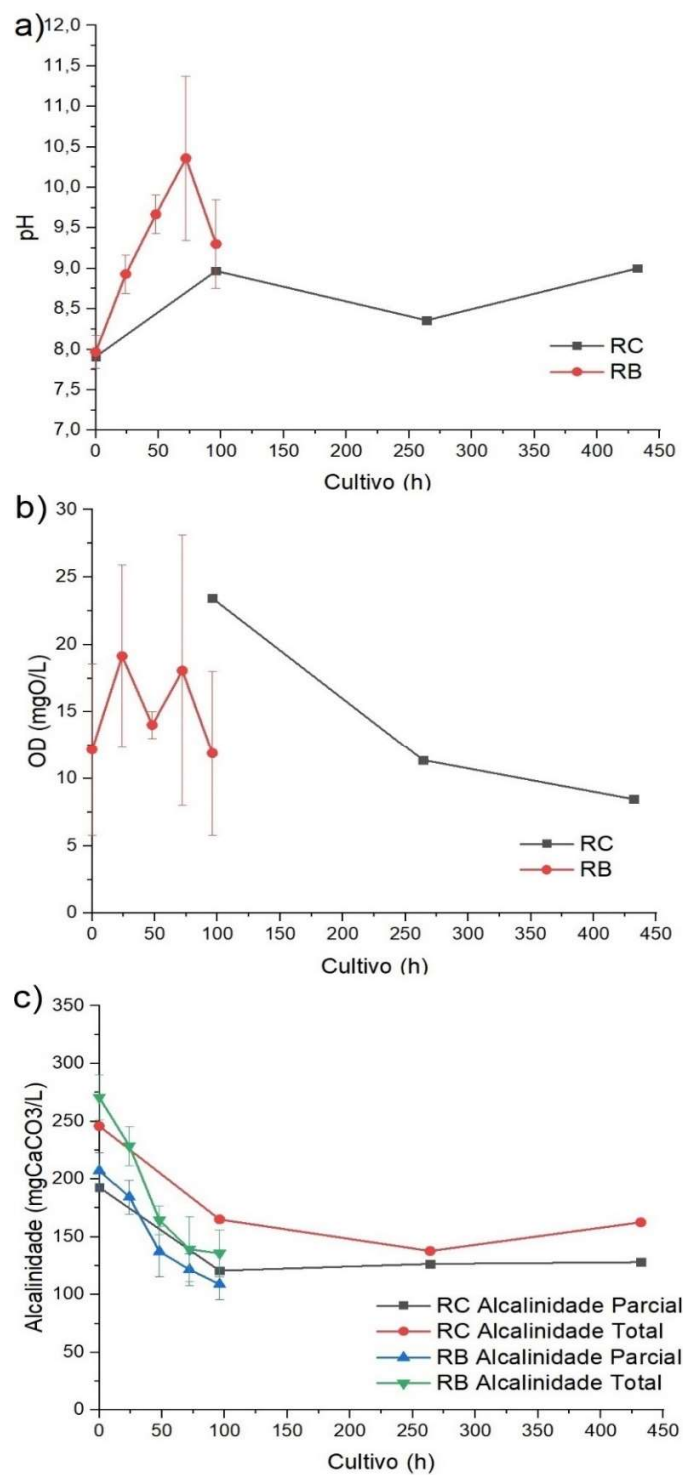 a)
12,0
11,5
11,0
10,5
10,0
9,5
9,0
8,5
8,0
7,5
7,0
pH
0 50 100 150 200 250 300 350 400 450
Cultivo (h)
RC
RB
b)
30
25
20
15
10
5
0
OD (mgO/L)
0 50 100 150 200 250 300 350 400 450
Cultivo (h)
RC
RB
c)
350
300
250
200
150
100
50
0
Alcalinidade (mgCaCO3/L)
0 50 100 150 200 250 300 350 400 450
Cultivo (h)
RC Alcalinidade Parcial
RC Alcalinidade Total
RB Alcalinidade Parcial
RB Alcalinidade Total